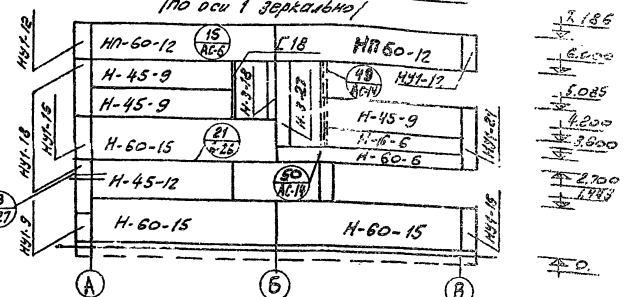 /по оси 1 зеркально/
НУ1-12
НП-60-12
15
АС-6
[ 18
НП 60-12
7.185
6.000
Н-45-9
Н-3-18
Н-3-23
49
АС-14
НУ1-12
5.085
Н-45-9
НУ1-15
НУ1-18
Н-45-9
НУ1-21
4.200
Н-60-15
21
Н-16-6
3.600
Н-60-6
Н-45-12
50
АС-14
2.700
27
НУ1-9
Н-60-15
Н-60-15
НУ1-15
0.
А
Б
В